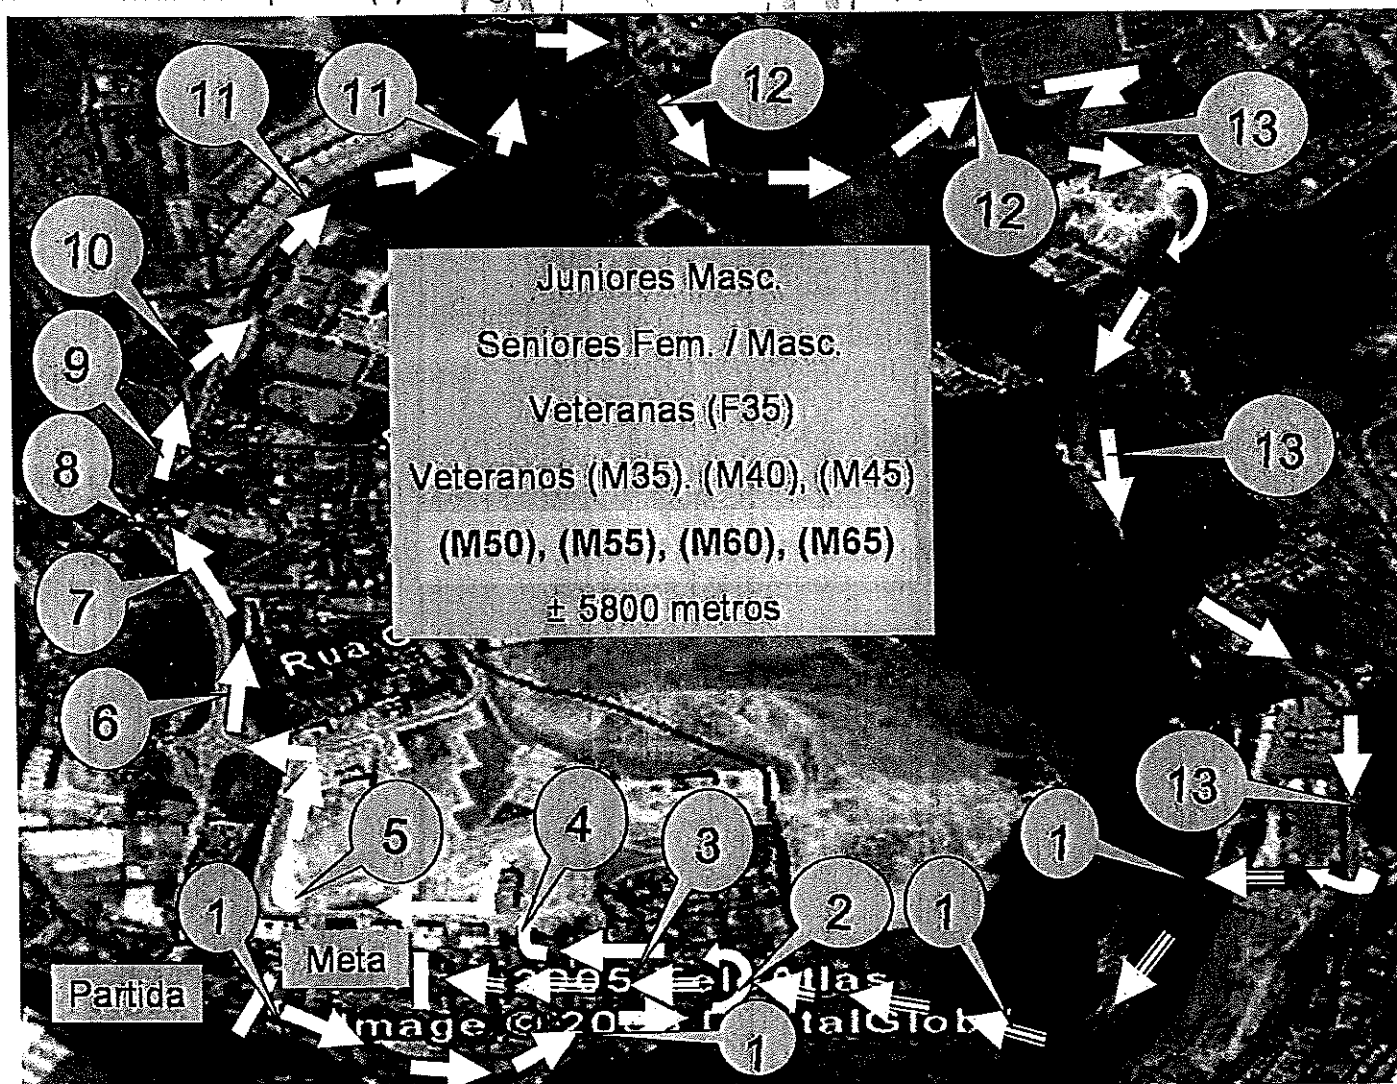 11
11
12
13
12
10
9
8
7
6
Juniores Masc.
Seniores Fem. / Masc.
Veteranas (F35)
Veteranos (M35). (M40), (M45)
(M50), (M55), (M60), (M65)
± 5800 metros
Rua
13
13
5
4
3
1
1
2
1
Meta
Partida
Image © 20
1